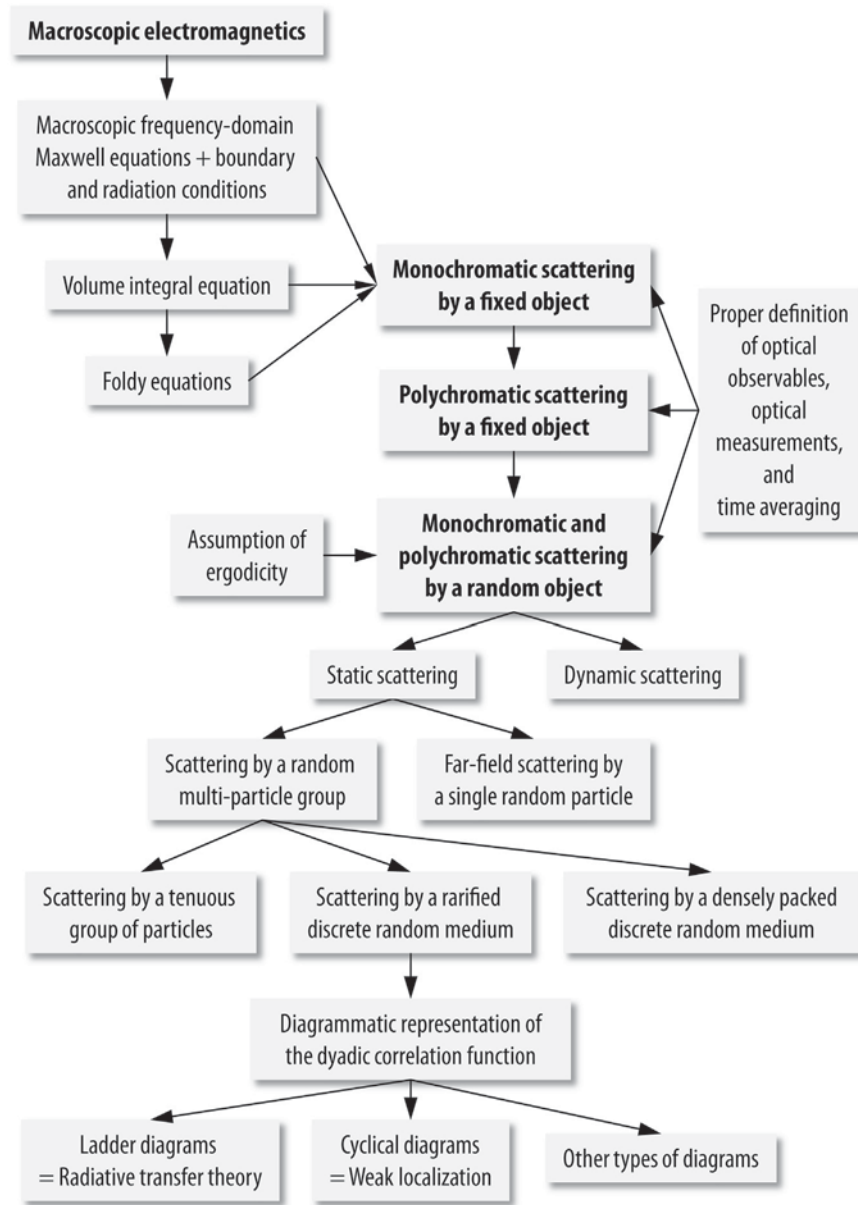 Macroscopic electromagnetics
Macroscopic frequency-domain
Maxwell equations + boundary
and radiation conditions
Volume integral equation
Foldy equations
Monochromatic scattering
by a fixed object
Polychromatic scattering
by a fixed object
Proper definition
of optical
observables,
optical
measurements,
and
time averaging
Assumption of
ergodicity
Monochromatic and
polychromatic scattering
by a random object
Static scattering
Dynamic scattering
Scattering by a random
multi-particle group
Far-field scattering by
a single random particle
Scattering by a tenuous
group of particles
Scattering by a rarified
discrete random medium
Scattering by a densely packed
discrete random medium
Diagrammatic representation of
the dyadic correlation function
Ladder diagrams
= Radiative transfer theory
Cyclical diagrams
= Weak localization
Other types of diagrams